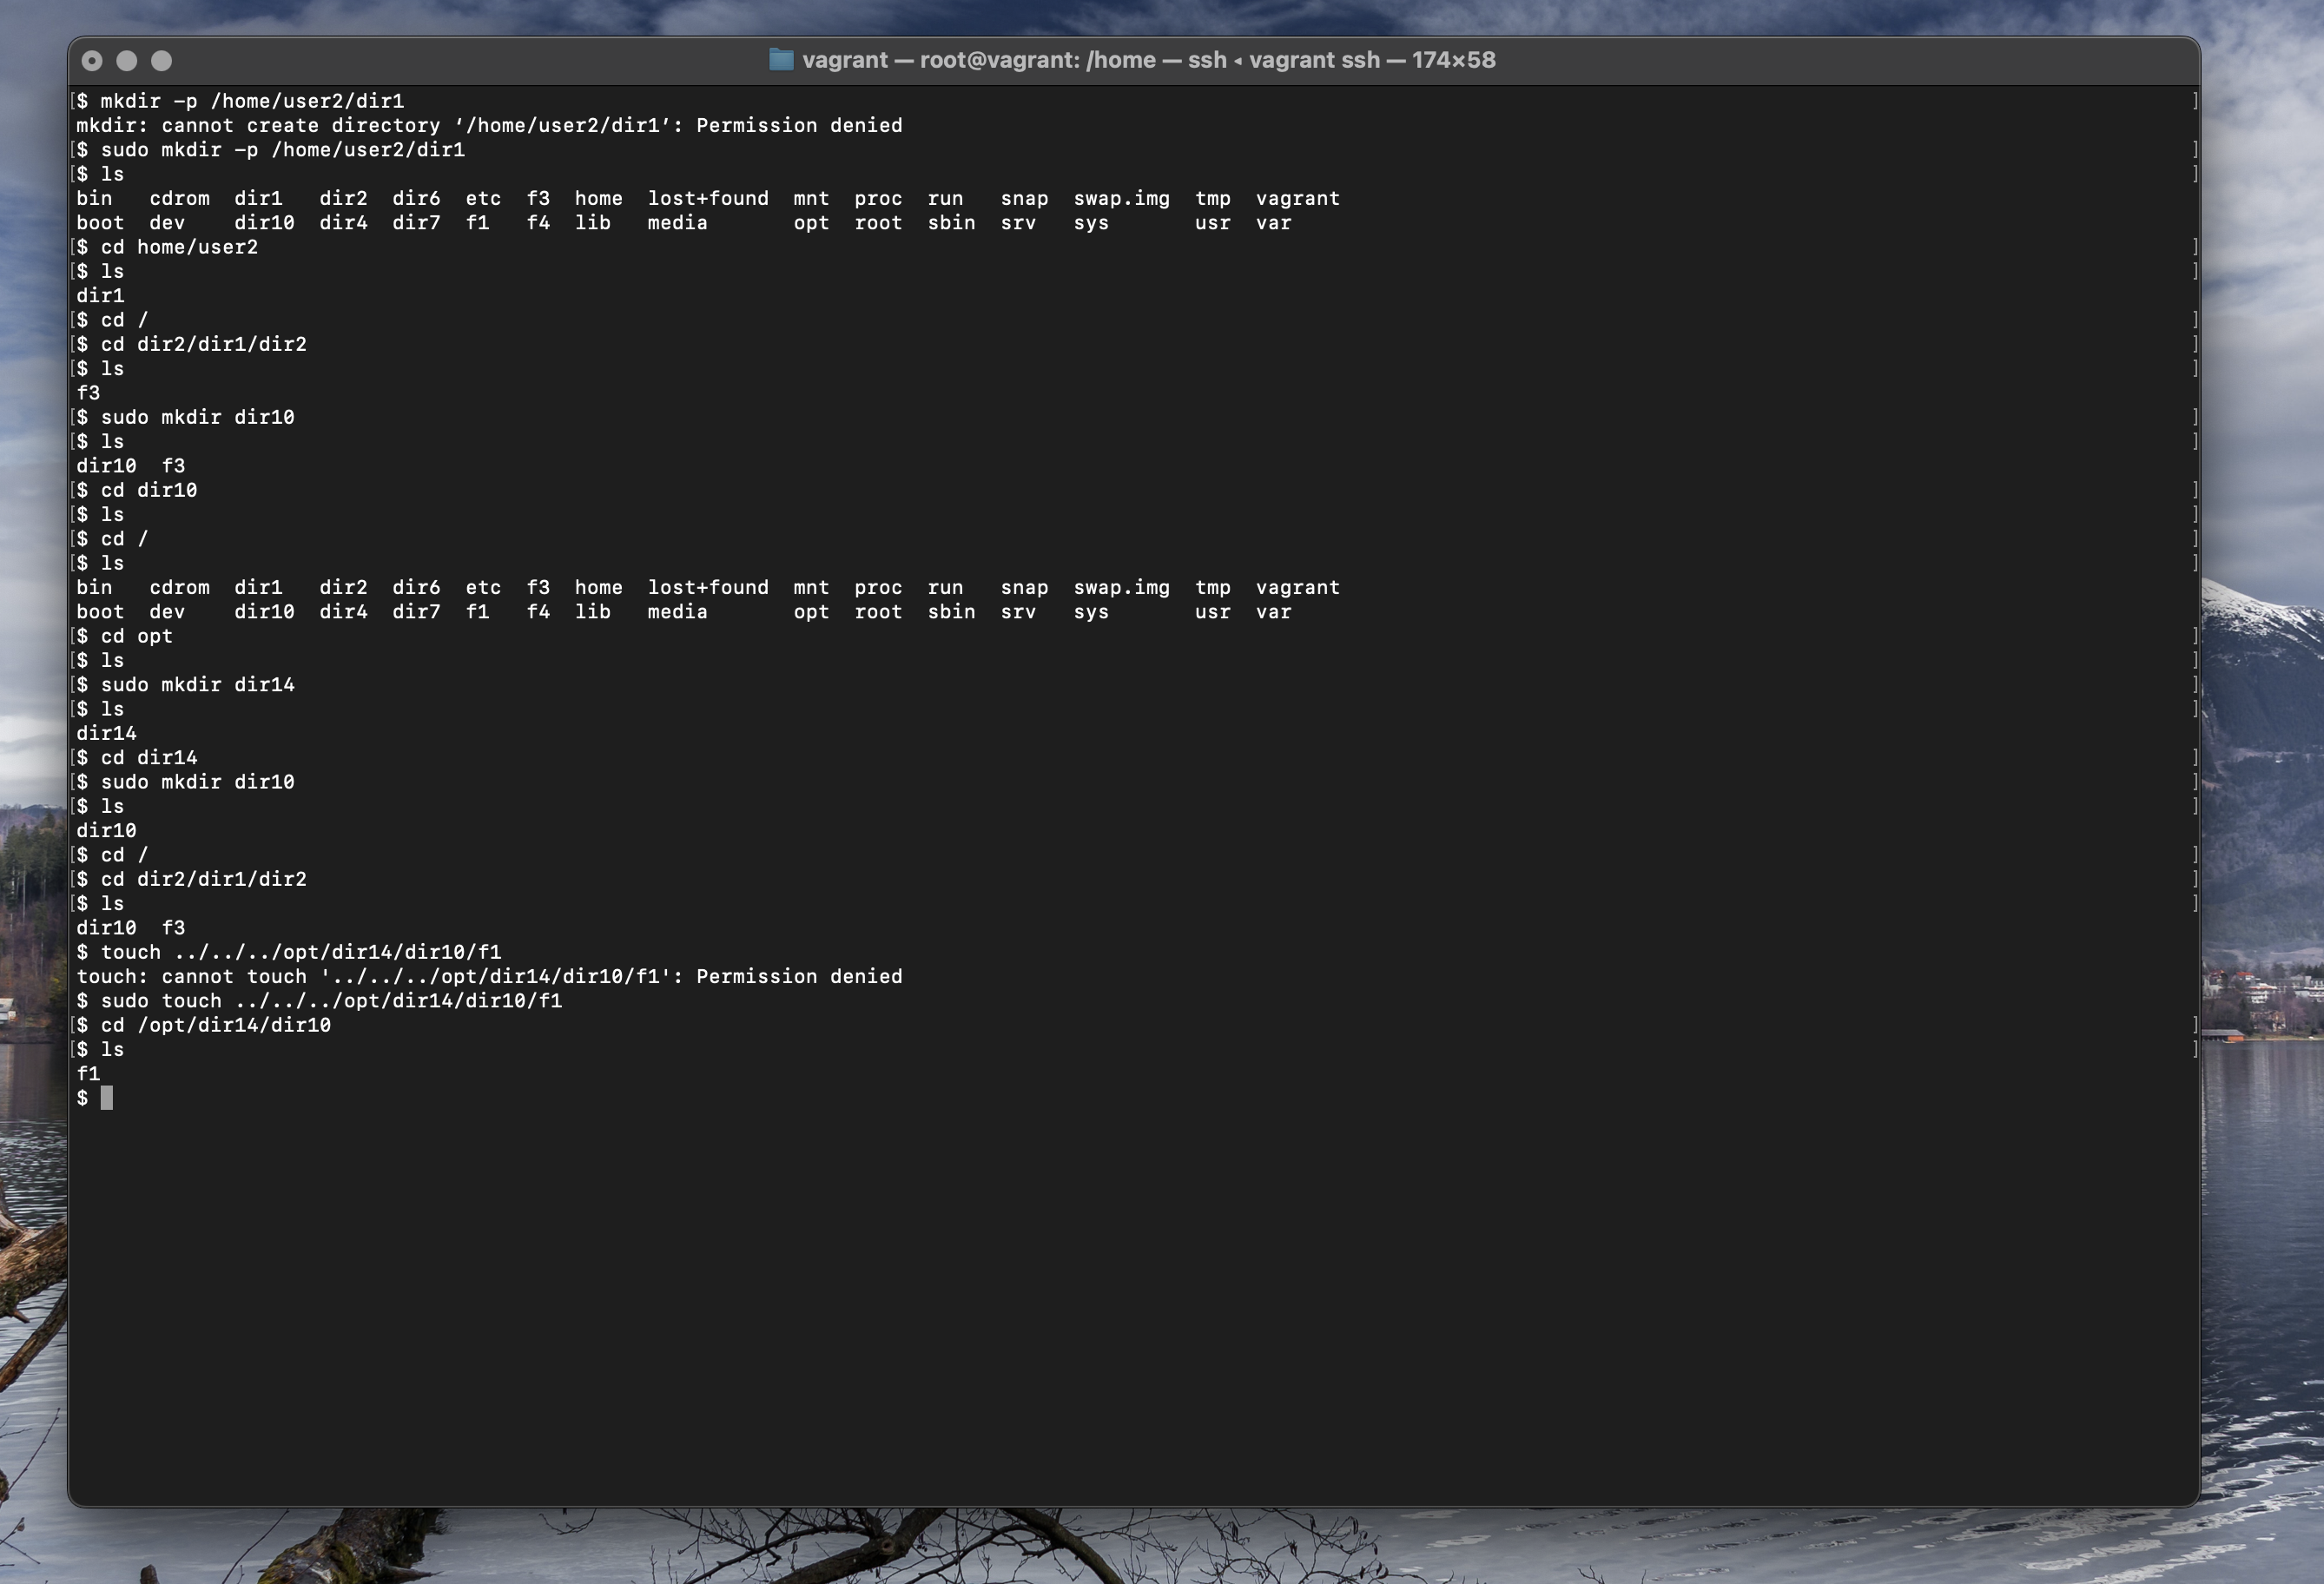 vagrant — root@vagrant: /home — ssh ◂ vagrant ssh — 174×58
[$ mkdir -p /home/user2/dir1 ]
mkdir: cannot create directory ‘/home/user2/dir1’: Permission denied
[$ sudo mkdir -p /home/user2/dir1 ]
[$ ls ]
bin   cdrom  dir1   dir2  dir6  etc  f3  home  lost+found  mnt  proc  run   snap  swap.img  tmp  vagrant
boot  dev    dir10  dir4  dir7  f1   f4  lib   media       opt  root  sbin  srv   sys       usr  var
[$ cd home/user2 ]
[$ ls ]
dir1
[$ cd / ]
[$ cd dir2/dir1/dir2 ]
[$ ls ]
f3
[$ sudo mkdir dir10 ]
[$ ls ]
dir10  f3
[$ cd dir10 ]
[$ ls ]
[$ cd / ]
[$ ls ]
bin   cdrom  dir1   dir2  dir6  etc  f3  home  lost+found  mnt  proc  run   snap  swap.img  tmp  vagrant
boot  dev    dir10  dir4  dir7  f1   f4  lib   media       opt  root  sbin  srv   sys       usr  var
[$ cd opt ]
[$ ls ]
[$ sudo mkdir dir14 ]
[$ ls ]
dir14
[$ cd dir14 ]
[$ sudo mkdir dir10 ]
[$ ls ]
dir10
[$ cd / ]
[$ cd dir2/dir1/dir2 ]
[$ ls ]
dir10  f3
$ touch ../../../opt/dir14/dir10/f1
touch: cannot touch '../../../opt/dir14/dir10/f1': Permission denied
$ sudo touch ../../../opt/dir14/dir10/f1
[$ cd /opt/dir14/dir10 ]
[$ ls ]
f1
$